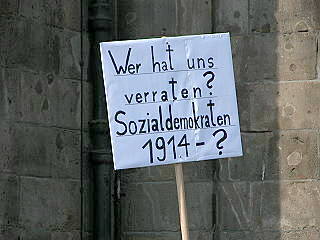 Wer hat uns
verraten?
Sozialdemokraten
1914-?